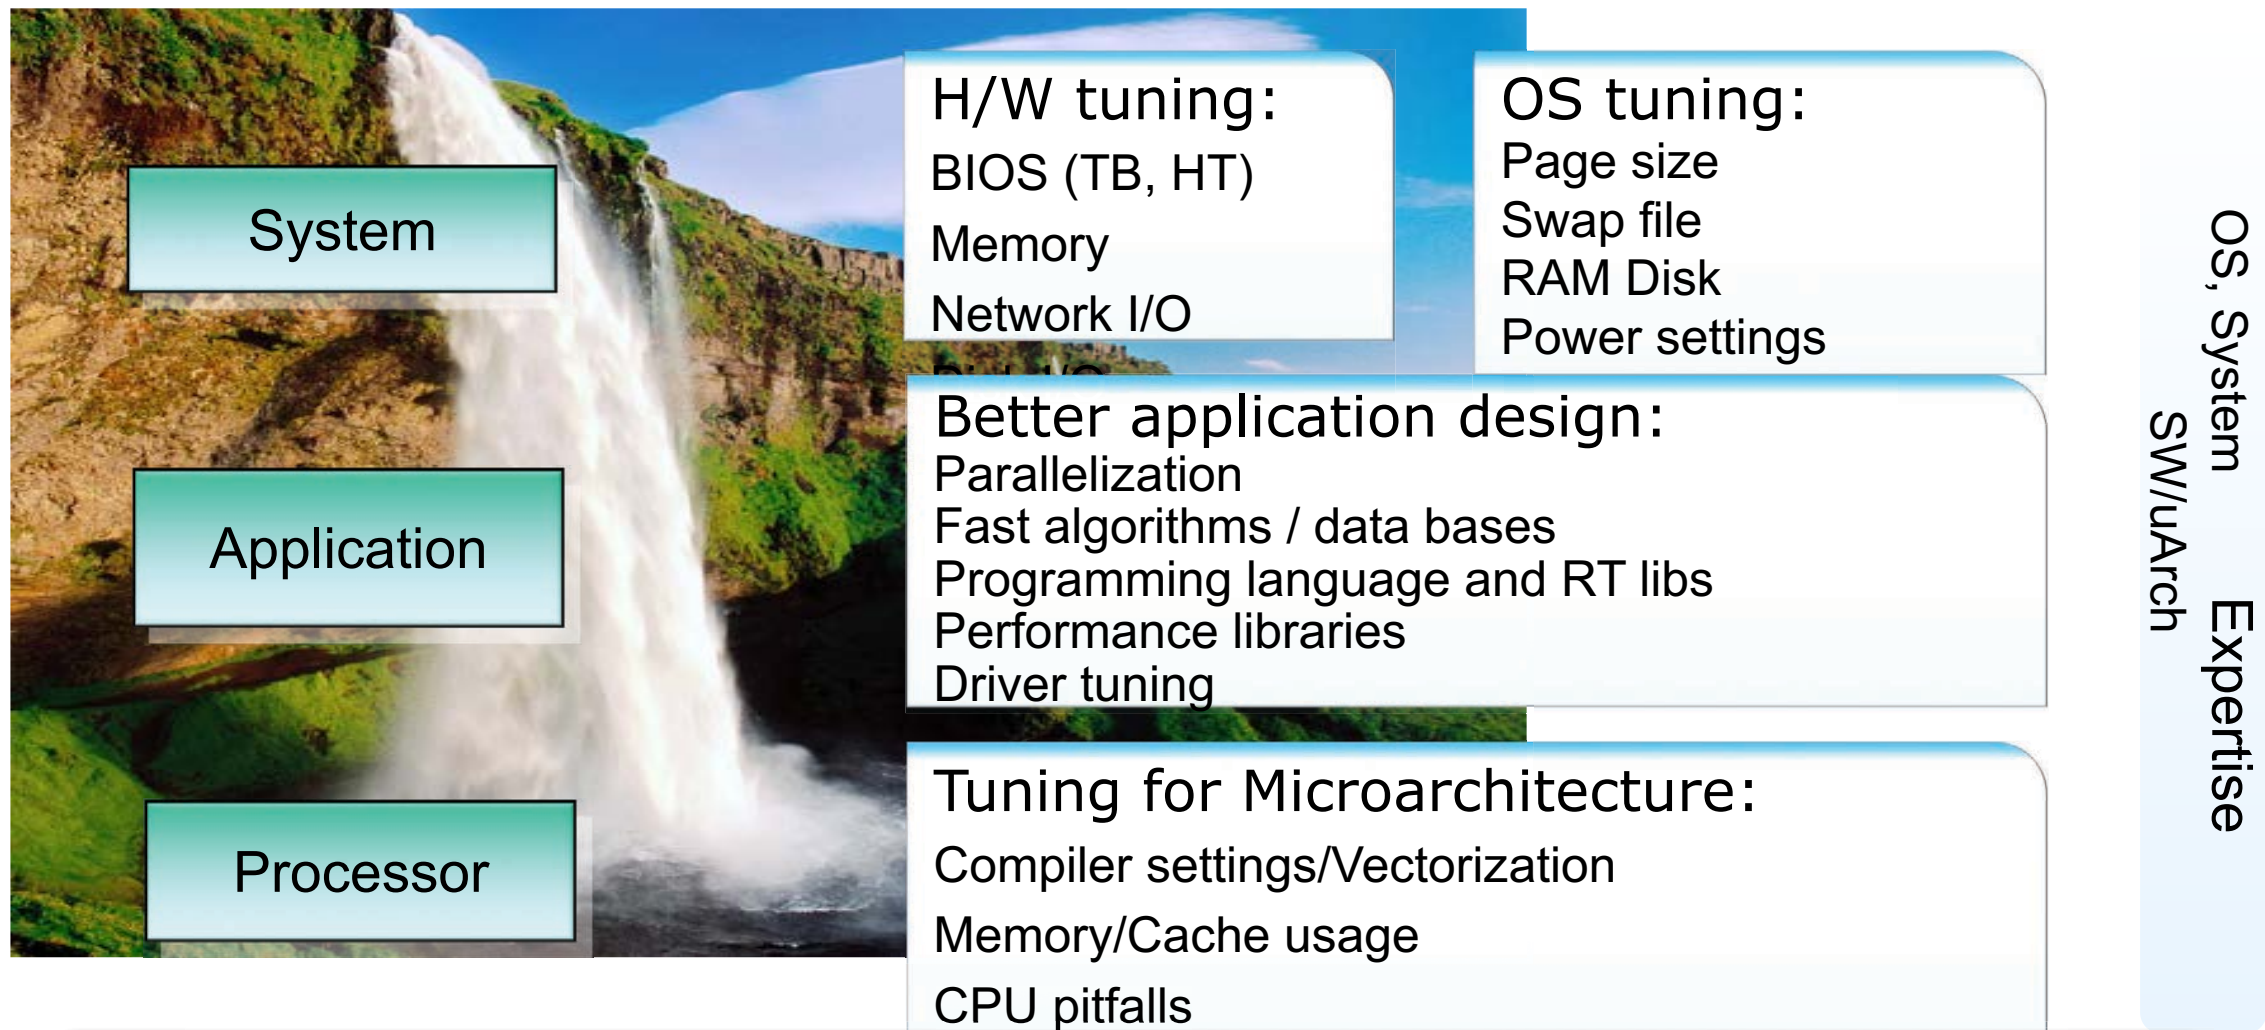 System
H/W tuning:
BIOS (TB, HT)
Memory
Network I/O
OS tuning:
Page size
Swap file
RAM Disk
Power settings
Application
Better application design:
Parallelization
Fast algorithms / data bases
Programming language and RT libs
Performance libraries
Driver tuning
Processor
Tuning for Microarchitecture:
Compiler settings/Vectorization
Memory/Cache usage
CPU pitfalls
OS, System Expertise
SW/uArch